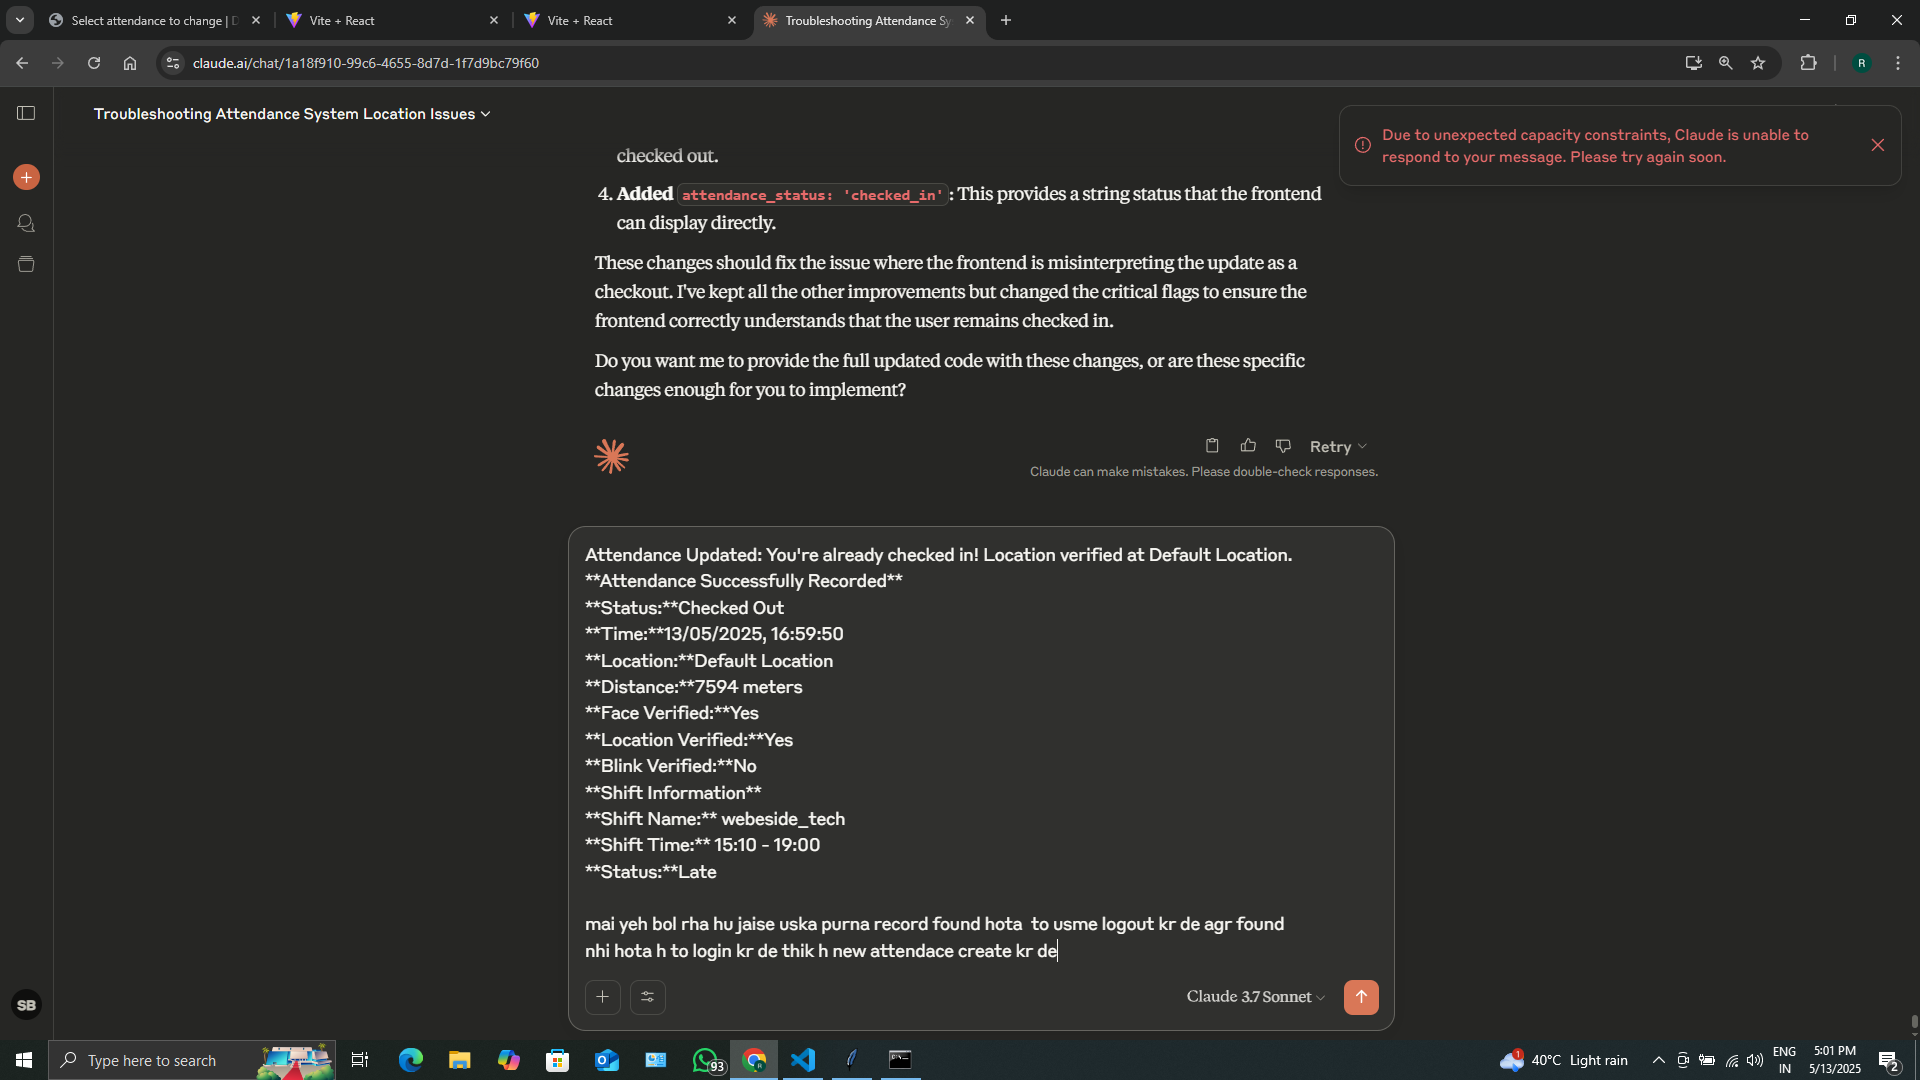 Select attendance to change | D
Vite + React
Vite + React
Troubleshooting Attendance Sy
claude.ai/chat/1a18f910-99c6-4655-8d7d-1f7d9bc79f60
R
Troubleshooting Attendance System Location Issues
Due to unexpected capacity constraints, Claude is unable to
respond to your message. Please try again soon.
checked out.
4. Added attendance_status: 'checked_in' : This provides a string status that the frontend
can display directly.
These changes should fix the issue where the frontend is misinterpreting the update as a
checkout. I've kept all the other improvements but changed the critical flags to ensure the
frontend correctly understands that the user remains checked in.
Do you want me to provide the full updated code with these changes, or are these specific
changes enough for you to implement?
Retry
Claude can make mistakes. Please double-check responses.
Attendance Updated: You're already checked in! Location verified at Default Location.
**Attendance Successfully Recorded**
**Status:**Checked Out
**Time:**13/05/2025, 16:59:50
**Location:**Default Location
**Distance:**7594 meters
**Face Verified:**Yes
**Location Verified:**Yes
**Blink Verified:**No
**Shift Information**
**Shift Name:** webeside_tech
**Shift Time:** 15:10 - 19:00
**Status:**Late
mai yeh bol rha hu jaise uska purna record found hota  to usme logout kr de agr found
nhi hota h to login kr de thik h new attendace create kr de
Claude 3.7 Sonnet
SB
Type here to search
93
1
40°C Light rain
ENG
IN
5:01 PM
5/13/2025
2